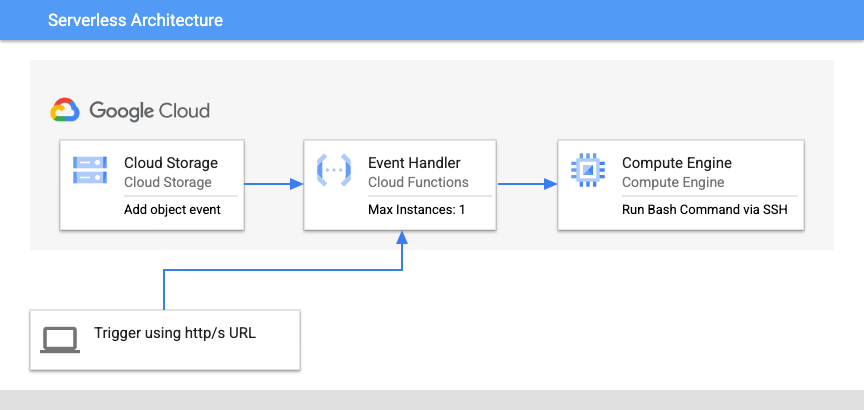 Serverless Architecture
Google Cloud
Cloud Storage
Cloud Storage
Add object event
Event Handler
Cloud Functions
Max Instances: 1
Compute Engine
Compute Engine
Run Bash Command via SSH
Trigger using http/s URL